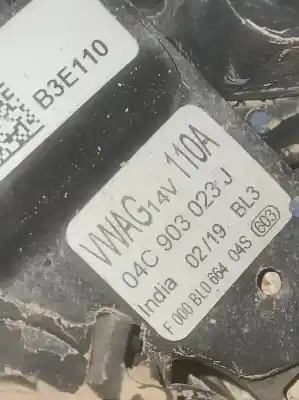 B3E110
VWAG 14V 110A
04C 903 023 J
India 02/19 BL3
F 000 BL0 664 04S 603